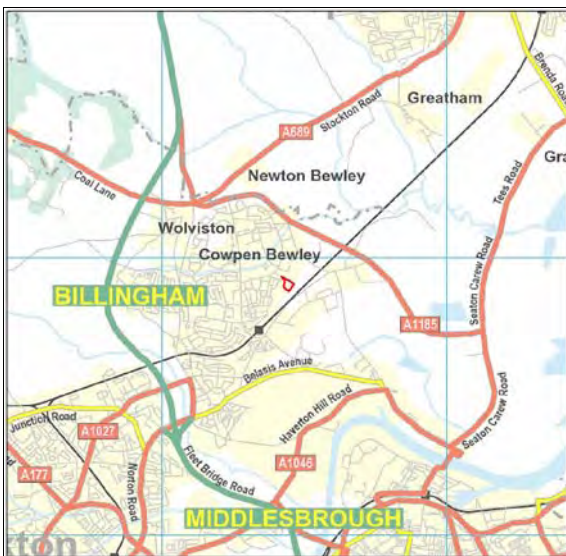 Brenda Road
Greatham
Stockton Road
A689
Gra
Coal Lane
Newton Bewley
Tees Road
Wolviston
Cowpen Bewley
Seaton Carew Road
BILLINGHAM
A1185
Belasis Avenue
Haverton Hill Road
Seaton Carew Road
Junction Road
A1027
A1046
Fleet Bridge Road
Norton Road
A177
MIDDLESBROUGH
kton